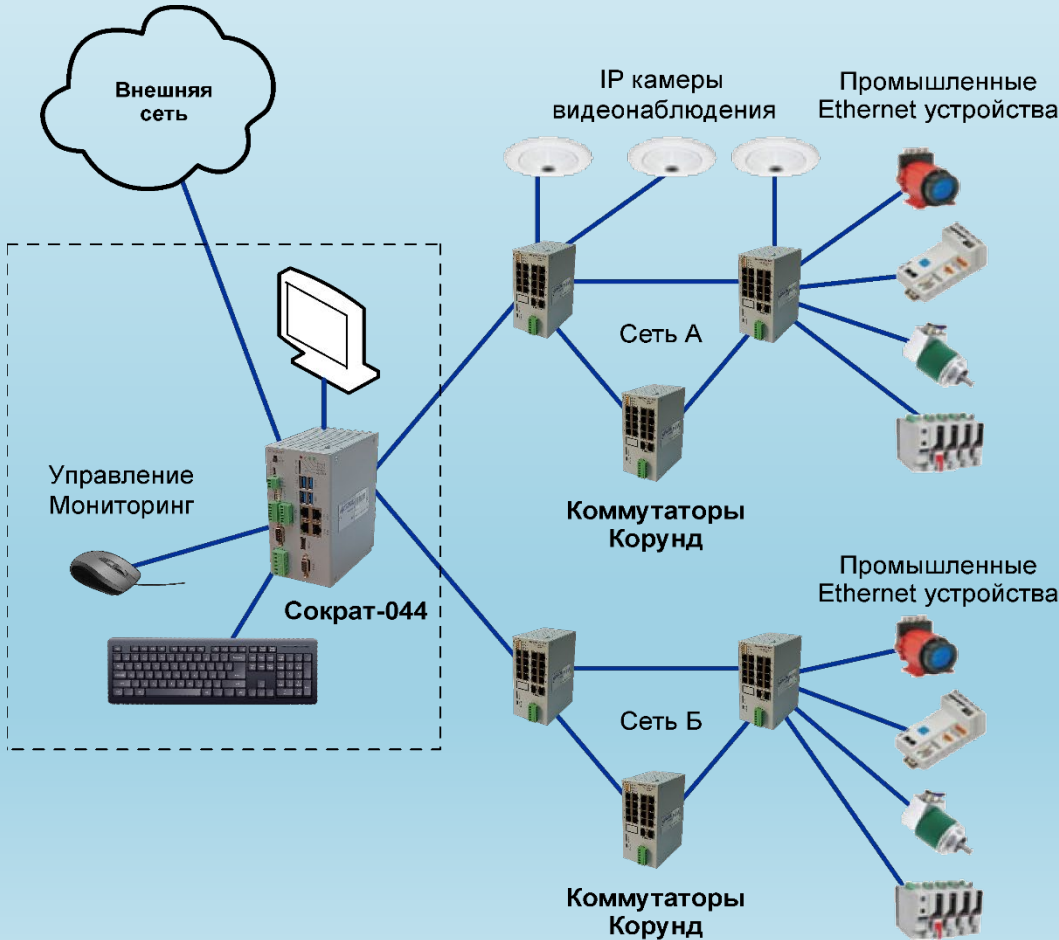 Внешняя
сеть
IP камеры
видеонаблюдения
Промышленные
Ethernet устройства
Сеть А
Коммутаторы
Корунд
Управление
Мониторинг
Сократ-044
Промышленные
Ethernet устройства
Сеть Б
Коммутаторы
Корунд